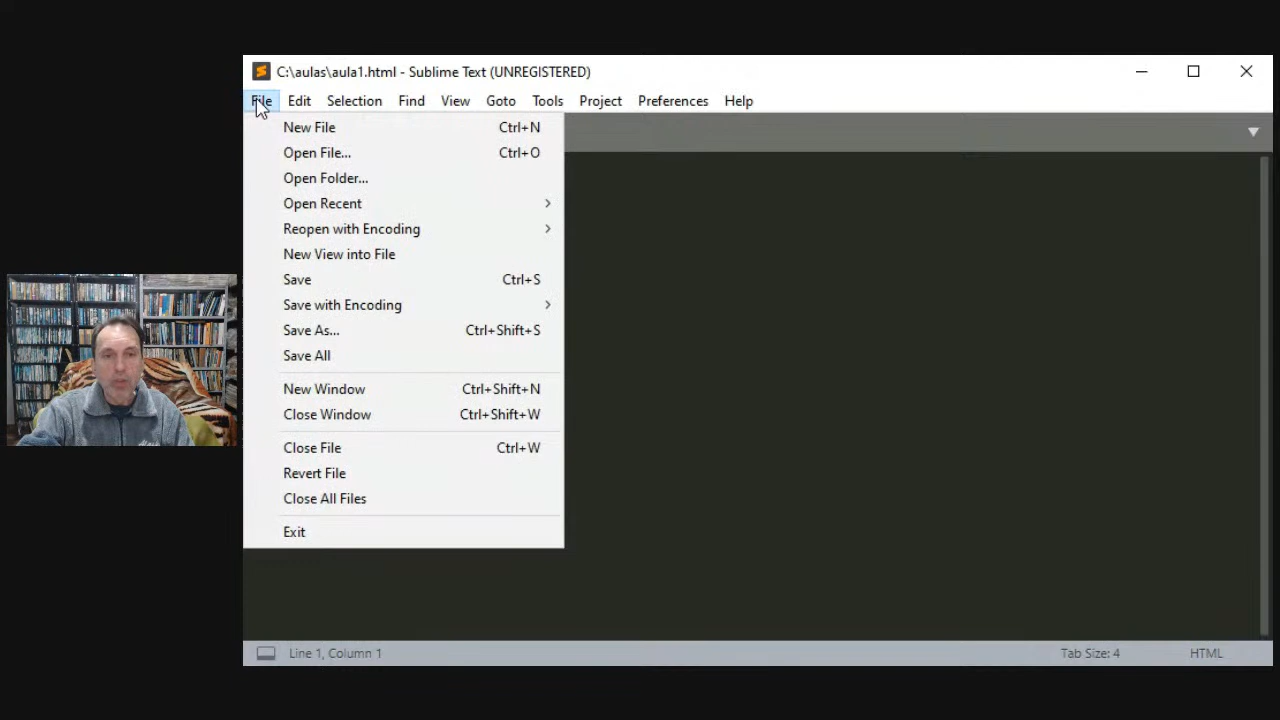 C:\aulas\aula1.html - Sublime Text (UNREGISTERED)
File Edit Selection Find View Goto Tools Project Preferences Help
New File Ctrl+N
Open File... Ctrl+O
Open Folder...
Open Recent
Reopen with Encoding
New View into File
Save Ctrl+S
Save with Encoding
Save As... Ctrl+Shift+S
Save All
New Window Ctrl+Shift+N
Close Window Ctrl+Shift+W
Close File Ctrl+W
Revert File
Close All Files
Exit
Line 1, Column 1 Tab Size: 4 HTML